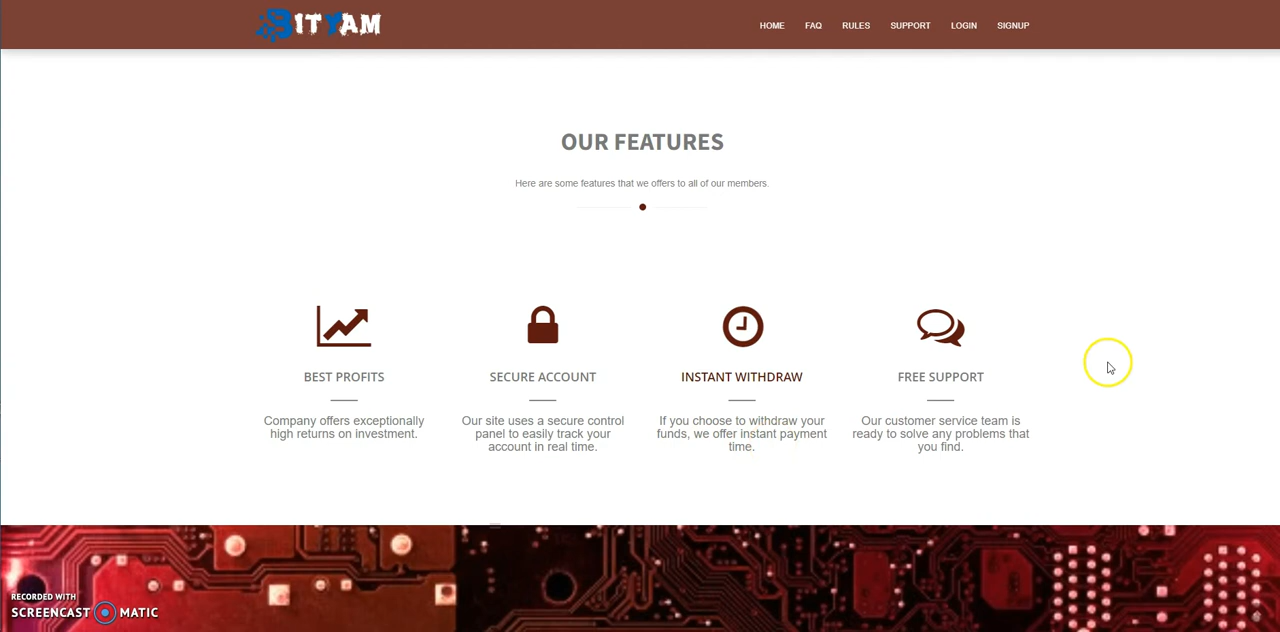 BITYAM
HOME FAQ RULES SUPPORT LOGIN SIGNUP
OUR FEATURES
Here are some features that we offers to all of our members.
BEST PROFITS
Company offers exceptionally
high returns on investment.
SECURE ACCOUNT
Our site uses a secure control
panel to easily track your
account in real time.
INSTANT WITHDRAW
If you choose to withdraw your
funds, we offer instant payment
time.
FREE SUPPORT
Our customer service team is
ready to solve any problems that
you find.
RECORDED WITH
SCREENCAST MATIC